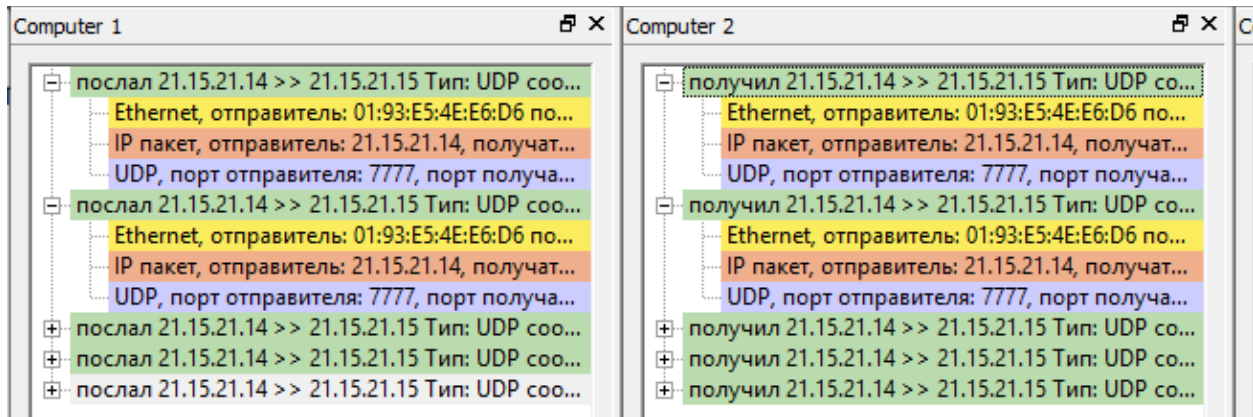 Computer 1
послал 21.15.21.14 >> 21.15.21.15 Тип: UDP соо...
Ethernet, отправитель: 01:93:E5:4E:E6:D6 по...
IP пакет, отправитель: 21.15.21.14, получат...
UDP, порт отправителя: 7777, порт получа...
послал 21.15.21.14 >> 21.15.21.15 Тип: UDP соо...
Ethernet, отправитель: 01:93:E5:4E:E6:D6 по...
IP пакет, отправитель: 21.15.21.14, получат...
UDP, порт отправителя: 7777, порт получа...
послал 21.15.21.14 >> 21.15.21.15 Тип: UDP соо...
послал 21.15.21.14 >> 21.15.21.15 Тип: UDP соо...
послал 21.15.21.14 >> 21.15.21.15 Тип: UDP соо...
Computer 2
получил 21.15.21.14 >> 21.15.21.15 Тип: UDP со...
Ethernet, отправитель: 01:93:E5:4E:E6:D6 по...
IP пакет, отправитель: 21.15.21.14, получат...
UDP, порт отправителя: 7777, порт получа...
получил 21.15.21.14 >> 21.15.21.15 Тип: UDP со...
Ethernet, отправитель: 01:93:E5:4E:E6:D6 по...
IP пакет, отправитель: 21.15.21.14, получат...
UDP, порт отправителя: 7777, порт получа...
получил 21.15.21.14 >> 21.15.21.15 Тип: UDP со...
получил 21.15.21.14 >> 21.15.21.15 Тип: UDP со...
получил 21.15.21.14 >> 21.15.21.15 Тип: UDP со...